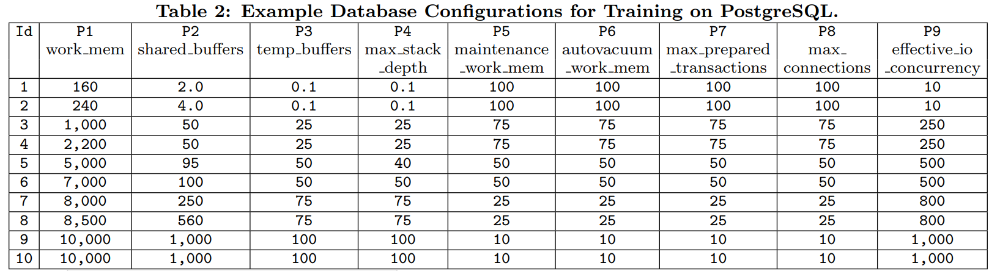 Table 2: Example Database Configurations for Training on PostgreSQL.
Id P1 P2 P3 P4 P5 P6 P7 P8 P9
work_mem shared_buffers temp_buffers max_stack maintenance autovacuum max_prepared max_ effective_io
_depth _work_mem _work_mem _transactions connections _concurrency
1 160 2.0 0.1 0.1 100 100 100 100 10
2 240 4.0 0.1 0.1 100 100 100 100 10
3 1,000 50 25 25 75 75 75 75 250
4 2,200 50 25 25 75 75 75 75 250
5 5,000 95 50 40 50 50 50 50 500
6 7,000 100 50 50 50 50 50 50 500
7 8,000 250 75 75 25 25 25 25 800
8 8,500 560 75 75 25 25 25 25 800
9 10,000 1,000 100 100 10 10 10 10 1,000
10 10,000 1,000 100 100 10 10 10 10 1,000